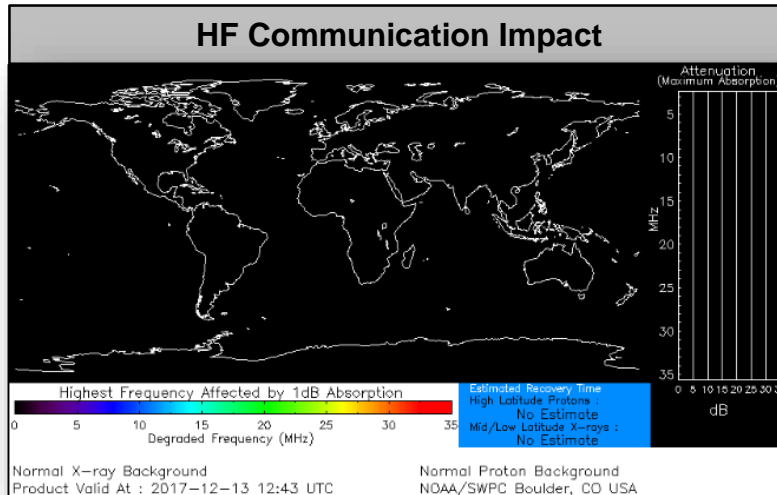 HF Communication Impact
Attenuation
(Maximum Absorption)
5
10
15
20
25
30
35
MHz
0 5 10 15 20 25 30
dB
Highest Frequency Affected by 1dB Absorption
0 5 10 15 20 25 30 35
Degraded Frequency (MHz)
Estimated Recovery Time
High Latitude Protons :
No Estimate
Mid/Low Latitude X-rays :
No Estimate
Normal X-ray Background
Normal Proton Background
Product Valid At : 2017-12-13 12:43 UTC
NOAA/SWPC Boulder, CO USA